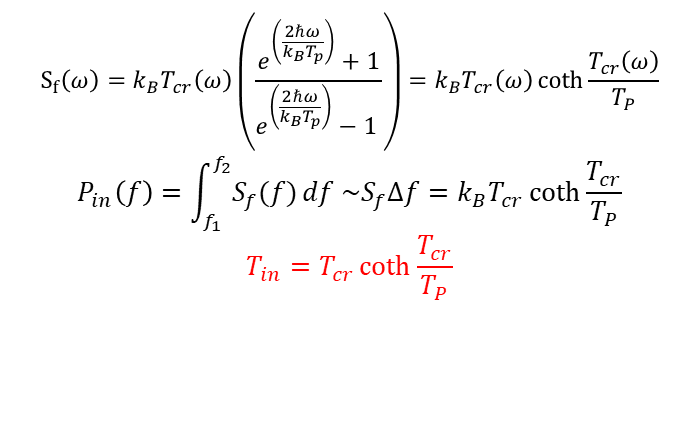 S_f(ω) = k_B T_cr(ω) ( (e^(2ħω / k_B T_p) + 1) / (e^(2ħω / k_B T_p) − 1) ) = k_B T_cr(ω) coth T_cr(ω) / T_P
P_in(f) = ∫_{f_1}^{f_2} S_f(f) df ~S_f Δf = k_B T_cr coth T_cr / T_P
T_in = T_cr coth T_cr / T_P